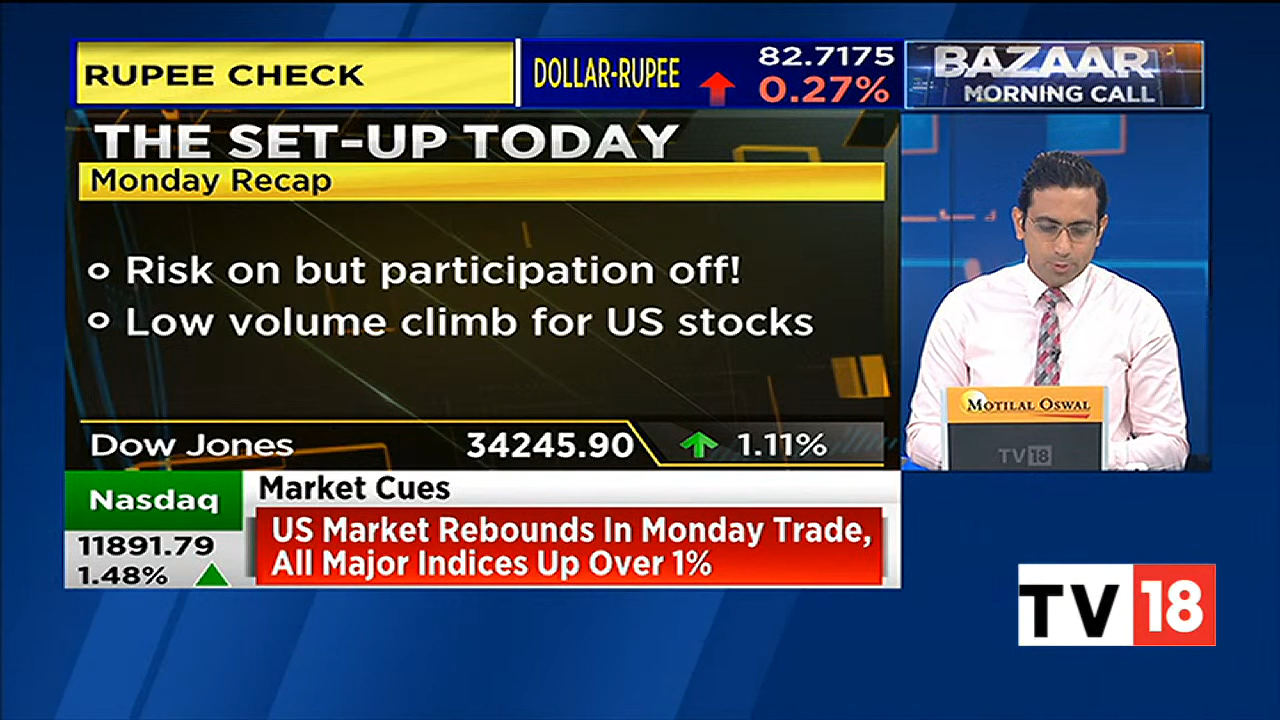 RUPEE CHECK
DOLLAR-RUPEE
82.7175
0.27%
BAZAAR
MORNING CALL
THE SET-UP TODAY
Monday Recap
Risk on but participation off!
Low volume climb for US stocks
Dow Jones 34245.90 1.11%
MOTILAL OSWAL
TV18
Nasdaq
11891.79
1.48%
Market Cues
US Market Rebounds In Monday Trade,
All Major Indices Up Over 1%
TV18